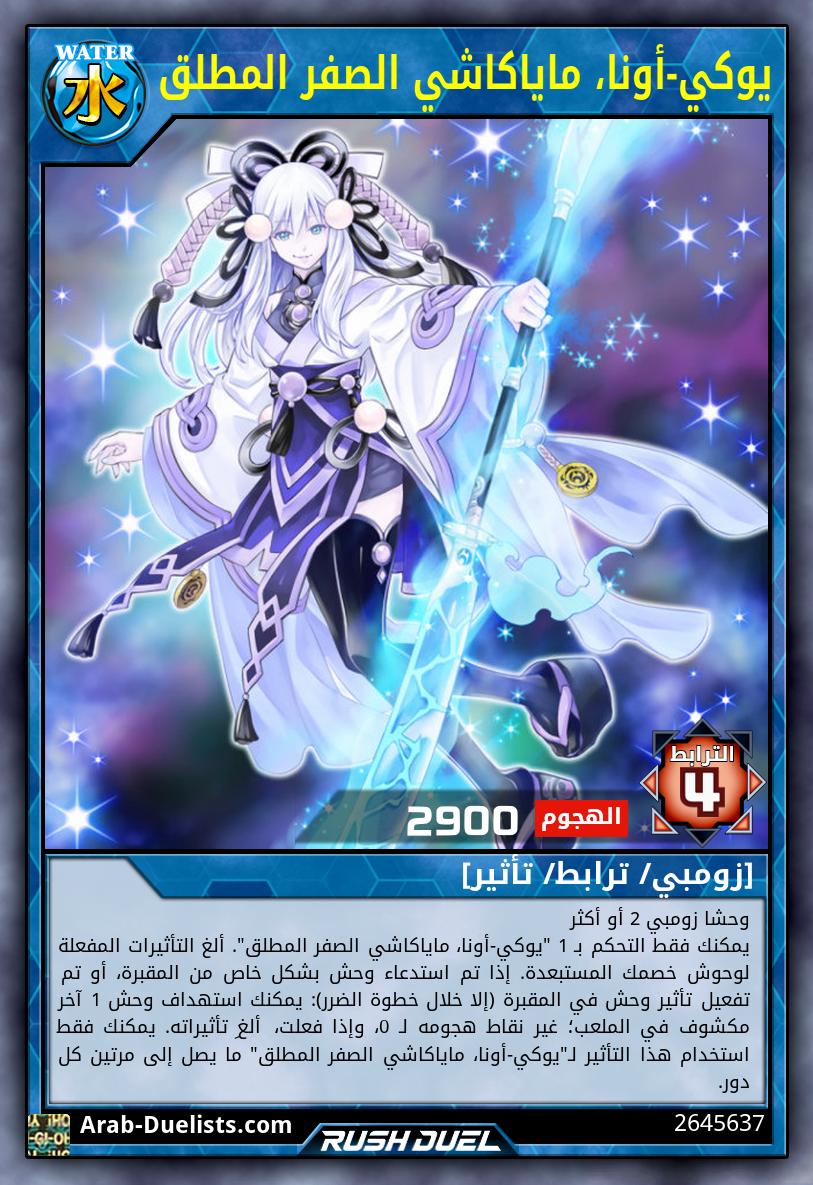 WATER
水
يوكي-أونا، ماياكاشي الصفر المطلق
الترابط
4
الهجوم 2900
[زومبي/ ترابط/ تأثير]
وحشا زومبي 2 أو أكثر
يمكنك فقط التحكم بـ 1 "يوكي-أونا، ماياكاشي الصفر المطلق". ألغ التأثيرات المفعلة
لوحوش خصمك المستبعدة. إذا تم استدعاء وحش بشكل خاص من المقبرة، أو تم
تفعيل تأثير وحش في المقبرة (إلا خلال خطوة الضرر): يمكنك استهداف وحش 1 آخر
مكشوف في الملعب؛ غير نقاط هجومه لـ 0، وإذا فعلت، ألغِ تأثيراته. يمكنك فقط
استخدام هذا التأثير لـ"يوكي-أونا، ماياكاشي الصفر المطلق" ما يصل إلى مرتين كل
دور.
Arab-Duelists.com
RUSH DUEL
2645637